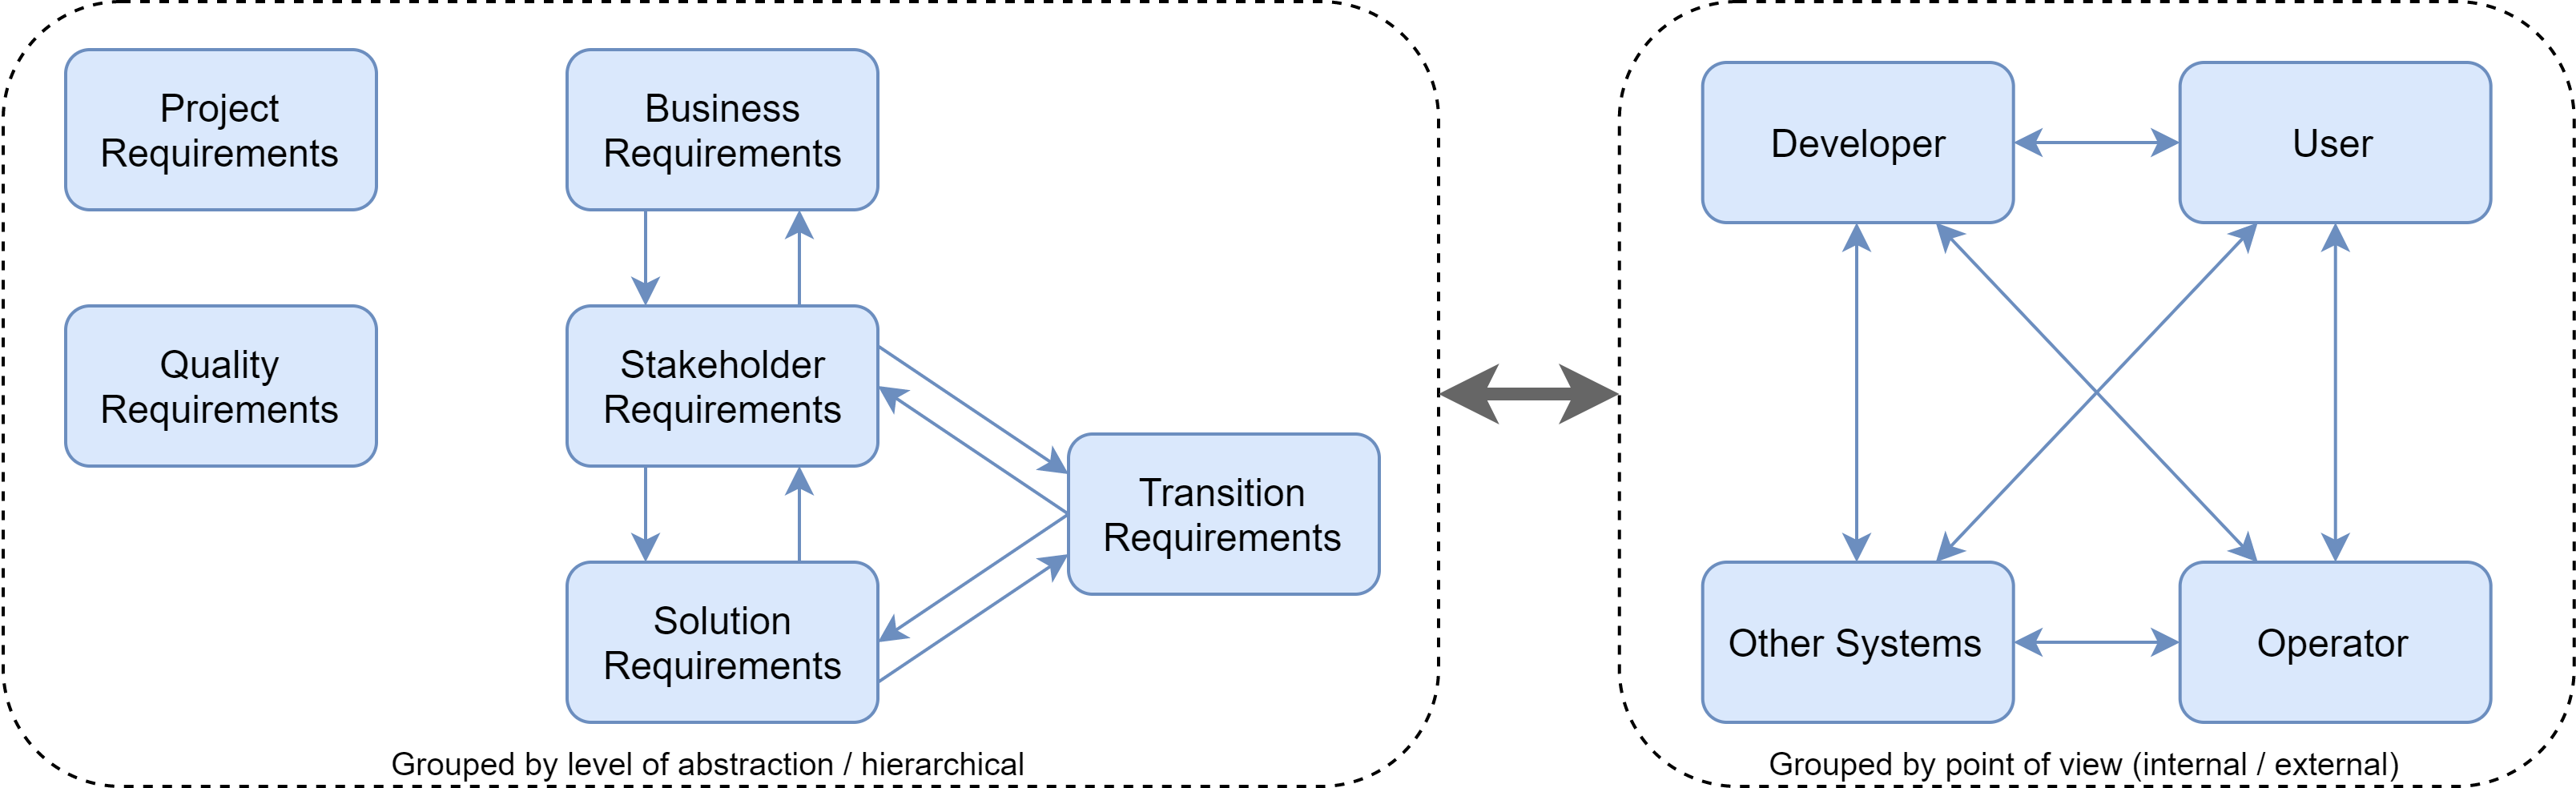 Project
Requirements
Business
Requirements
Quality
Requirements
Stakeholder
Requirements
Transition
Requirements
Solution
Requirements
Grouped by level of abstraction / hierarchical
Developer
User
Other Systems
Operator
Grouped by point of view (internal / external)